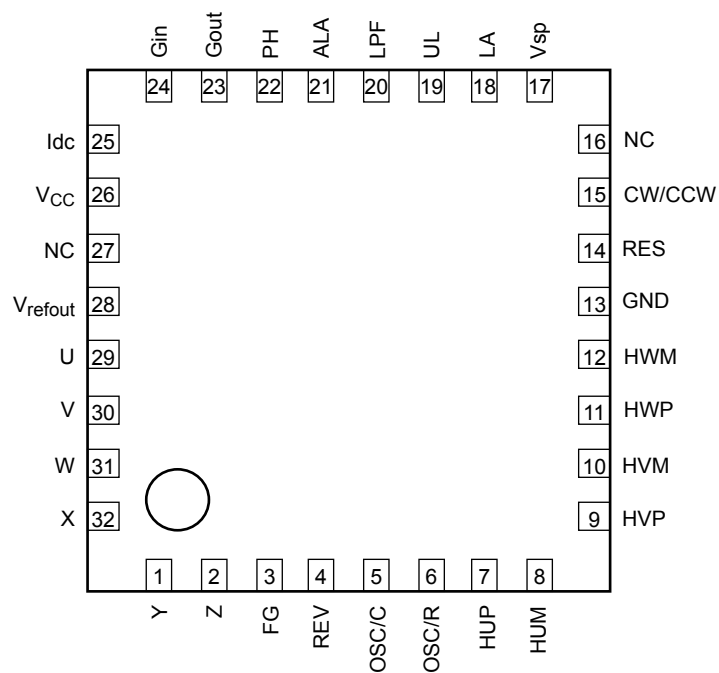 Gin Gout PH ALA LPF UL LA Vsp
24 23 22 21 20 19 18 17
Idc 25 16 NC
VCC 26 15 CW/CCW
NC 27 14 RES
Vrefout 28 13 GND
U 29 12 HWM
V 30 11 HWP
W 31 10 HVM
X 32 9 HVP
1 2 3 4 5 6 7 8
Y Z FG REV OSC/C OSC/R HUP HUM